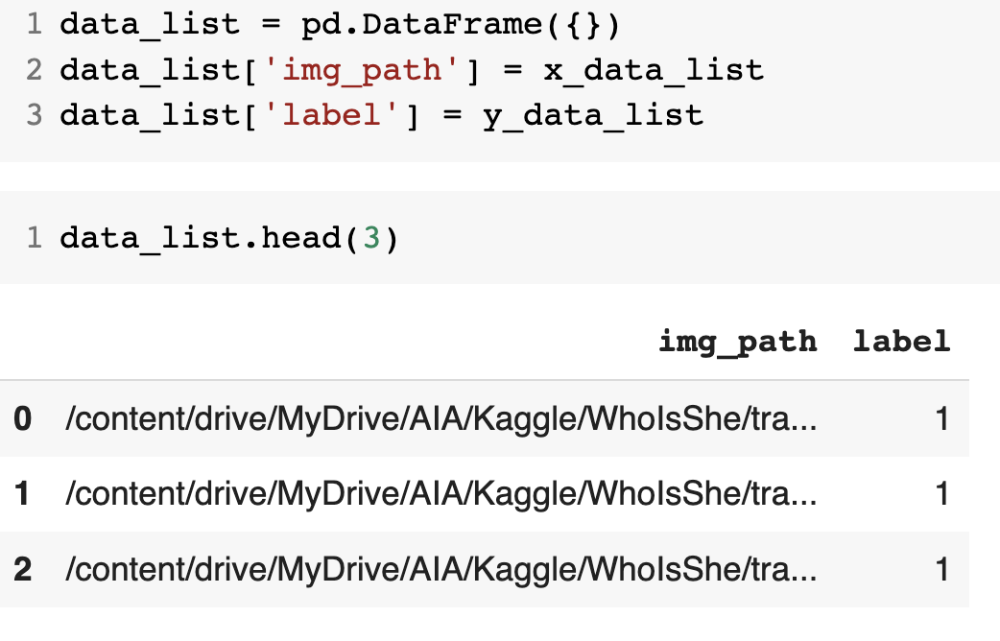 1 data_list = pd.DataFrame({})
2 data_list['img_path'] = x_data_list
3 data_list['label'] = y_data_list
1 data_list.head(3)
img_path label
0 /content/drive/MyDrive/AIA/Kaggle/WhoIsShe/tra... 1
1 /content/drive/MyDrive/AIA/Kaggle/WhoIsShe/tra... 1
2 /content/drive/MyDrive/AIA/Kaggle/WhoIsShe/tra... 1